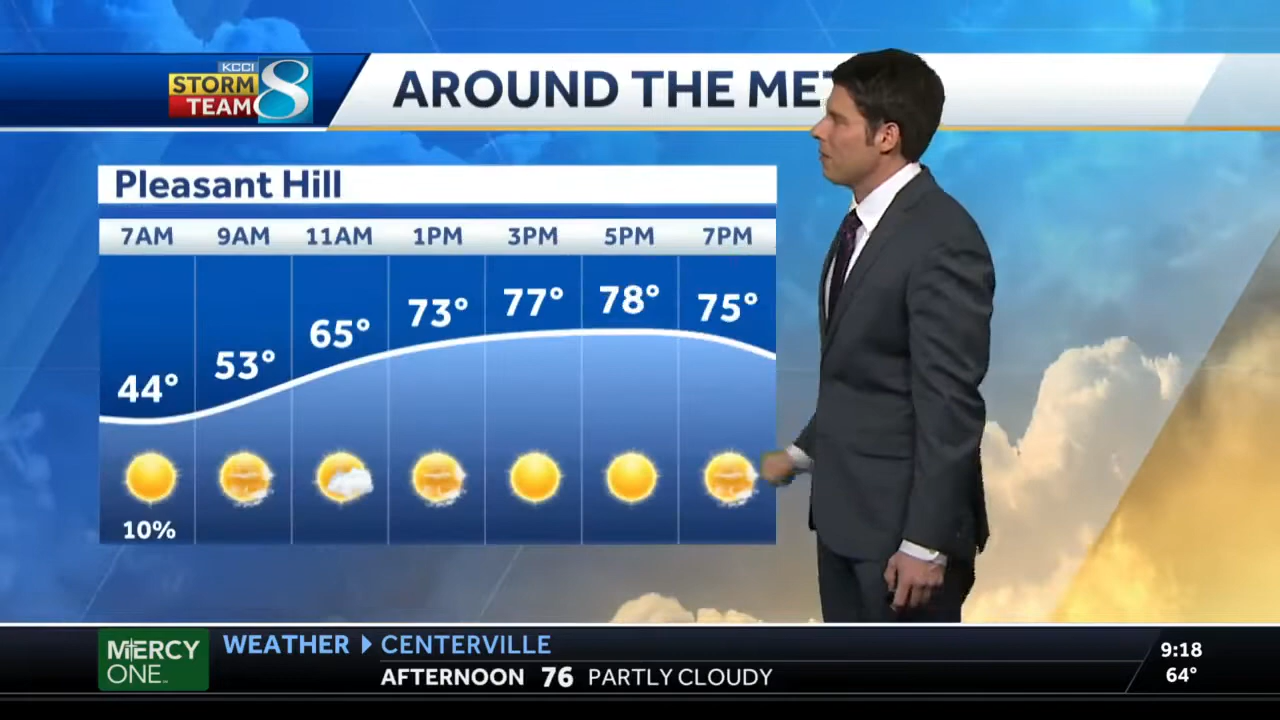 KCCI
STORM
TEAM 8
AROUND THE MET
Pleasant Hill
7AM 9AM 11AM 1PM 3PM 5PM 7PM
44° 53° 65° 73° 77° 78° 75°
10%
MERCY
ONE
WEATHER CENTERVILLE
AFTERNOON 76 PARTLY CLOUDY
9:18
64°